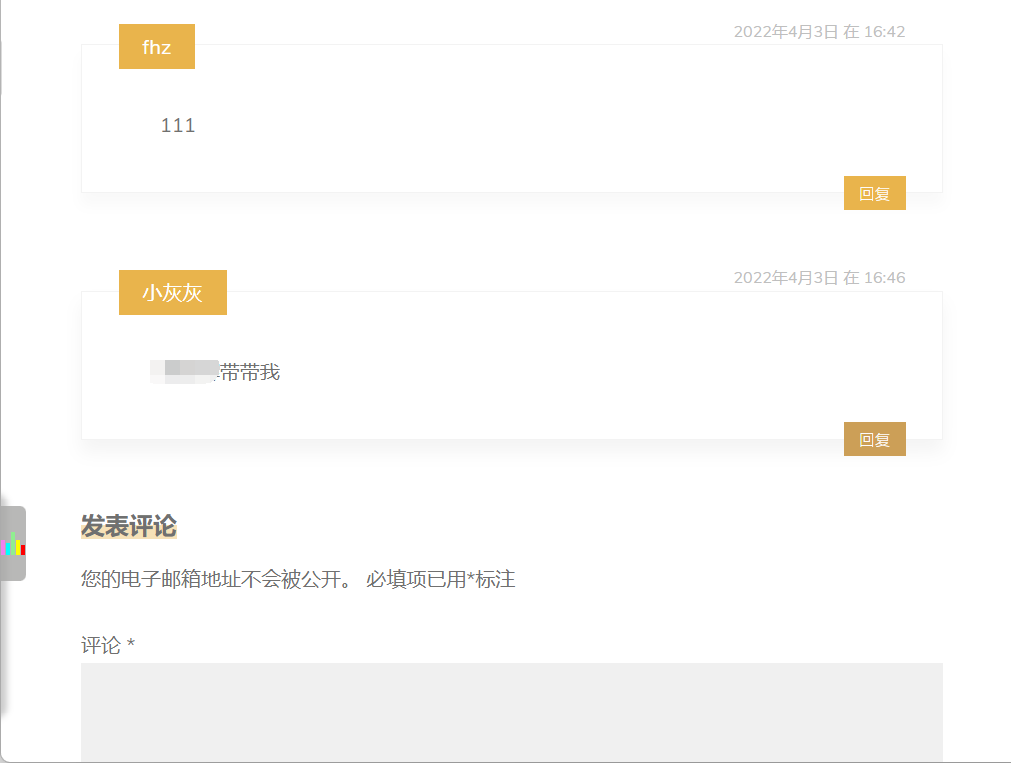 fhz
2022年4月3日 在 16:42
111
回复
小灰灰
2022年4月3日 在 16:46
带带我
回复
发表评论
您的电子邮箱地址不会被公开。 必填项已用*标注
评论 *